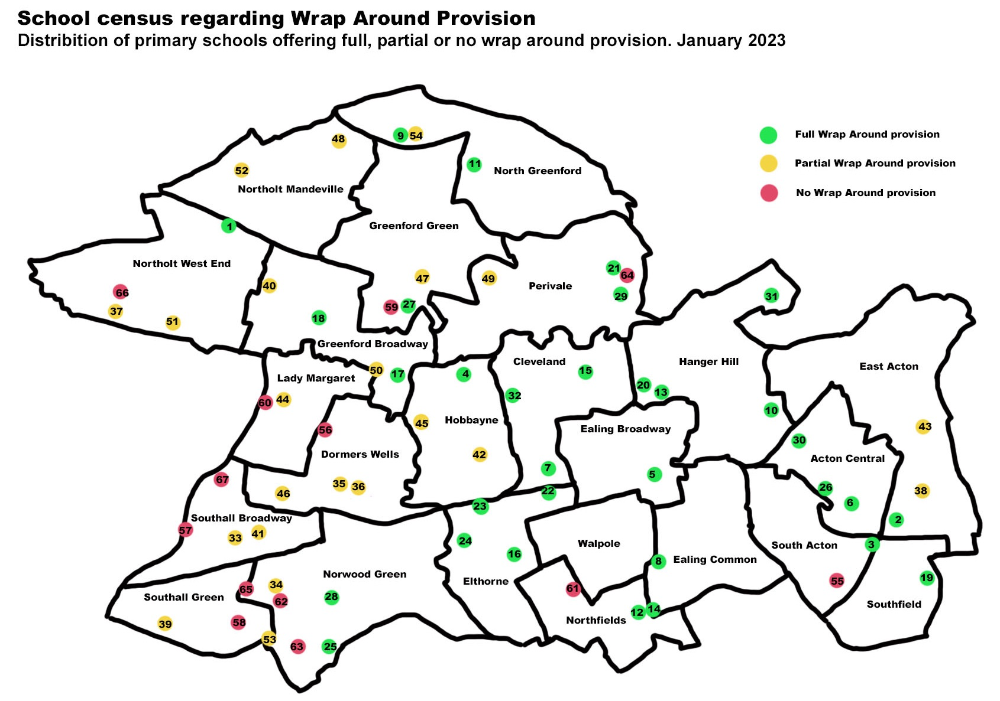 School census regarding Wrap Around Provision
Distribition of primary schools offering full, partial or no wrap around provision. January 2023
Full Wrap Around provision
Partial Wrap Around provision
No Wrap Around provision
9 54
48
11
North Greenford
52
Northolt Mandeville
1
Greenford Green
Northolt West End
66
37
51
40
18
47
59 27
49
Perivale
21
64
29
31
Greenford Broadway
Lady Margaret
50
17
60 44
56
4
Cleveland
15
32
Hanger Hill
20
13
10
East Acton
43
45
Hobbayne
42
Ealing Broadway
7
5
22
23
30
Acton Central
26
6
38
2
Dormers Wells
35 36
46
67
Southall Broadway
57
33
41
24
16
Elthorne
Walpole
8
Ealing Common
South Acton
3
55
19
Southfield
Norwood Green
34
65
62
28
Southall Green
39
58
53
63
25
61
Northfields
12 14